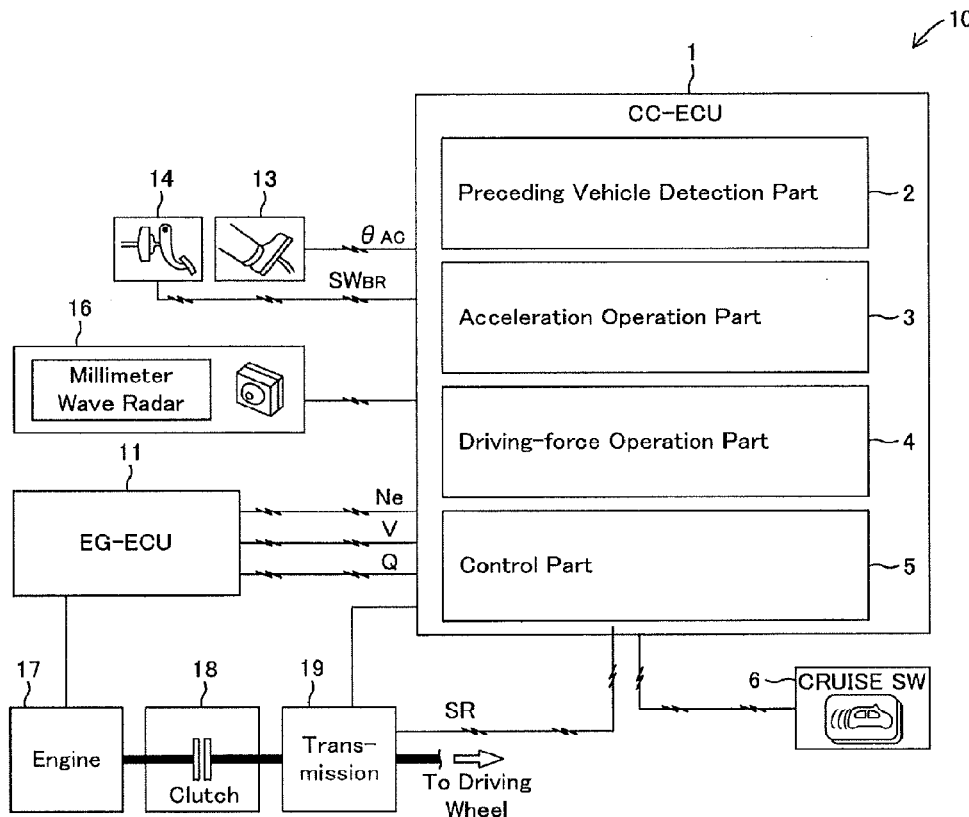 10
1
CC-ECU
Preceding Vehicle Detection Part
2
14
13
θAC
SWBR
Acceleration Operation Part
3
16
Millimeter
Wave Radar
Driving-force Operation Part
4
11
EG-ECU
Ne
V
Q
Control Part
5
17
18
19
6
CRUISE SW
SR
Engine
Clutch
Trans-
mission
To Driving
Wheel